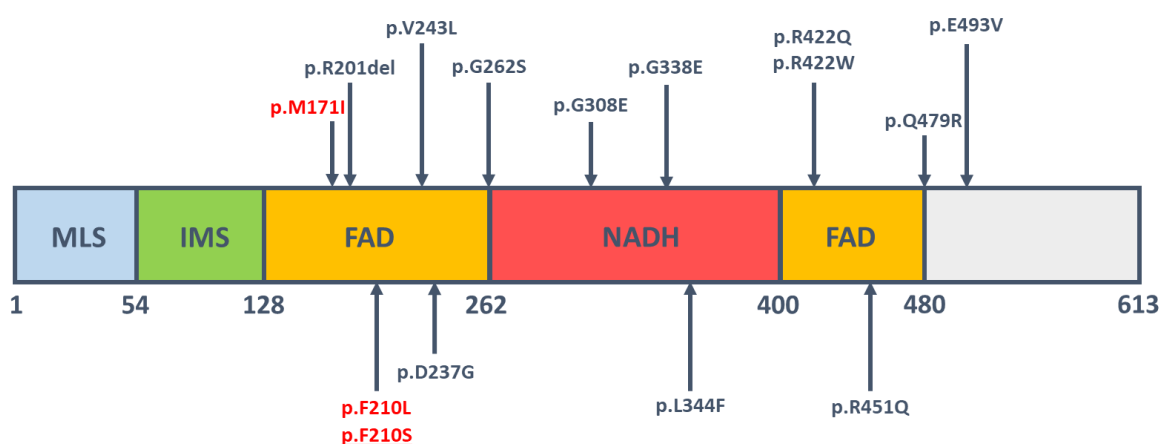 p.V243L
p.E493V
p.R422Q
p.R201del
p.G262S
p.G338E
p.R422W
p.M171I
p.G308E
p.Q479R
MLS
IMS
FAD
NADH
FAD
1
54
128
262
400
480
613
p.D237G
p.F210L
p.L344F
p.R451Q
p.F210S